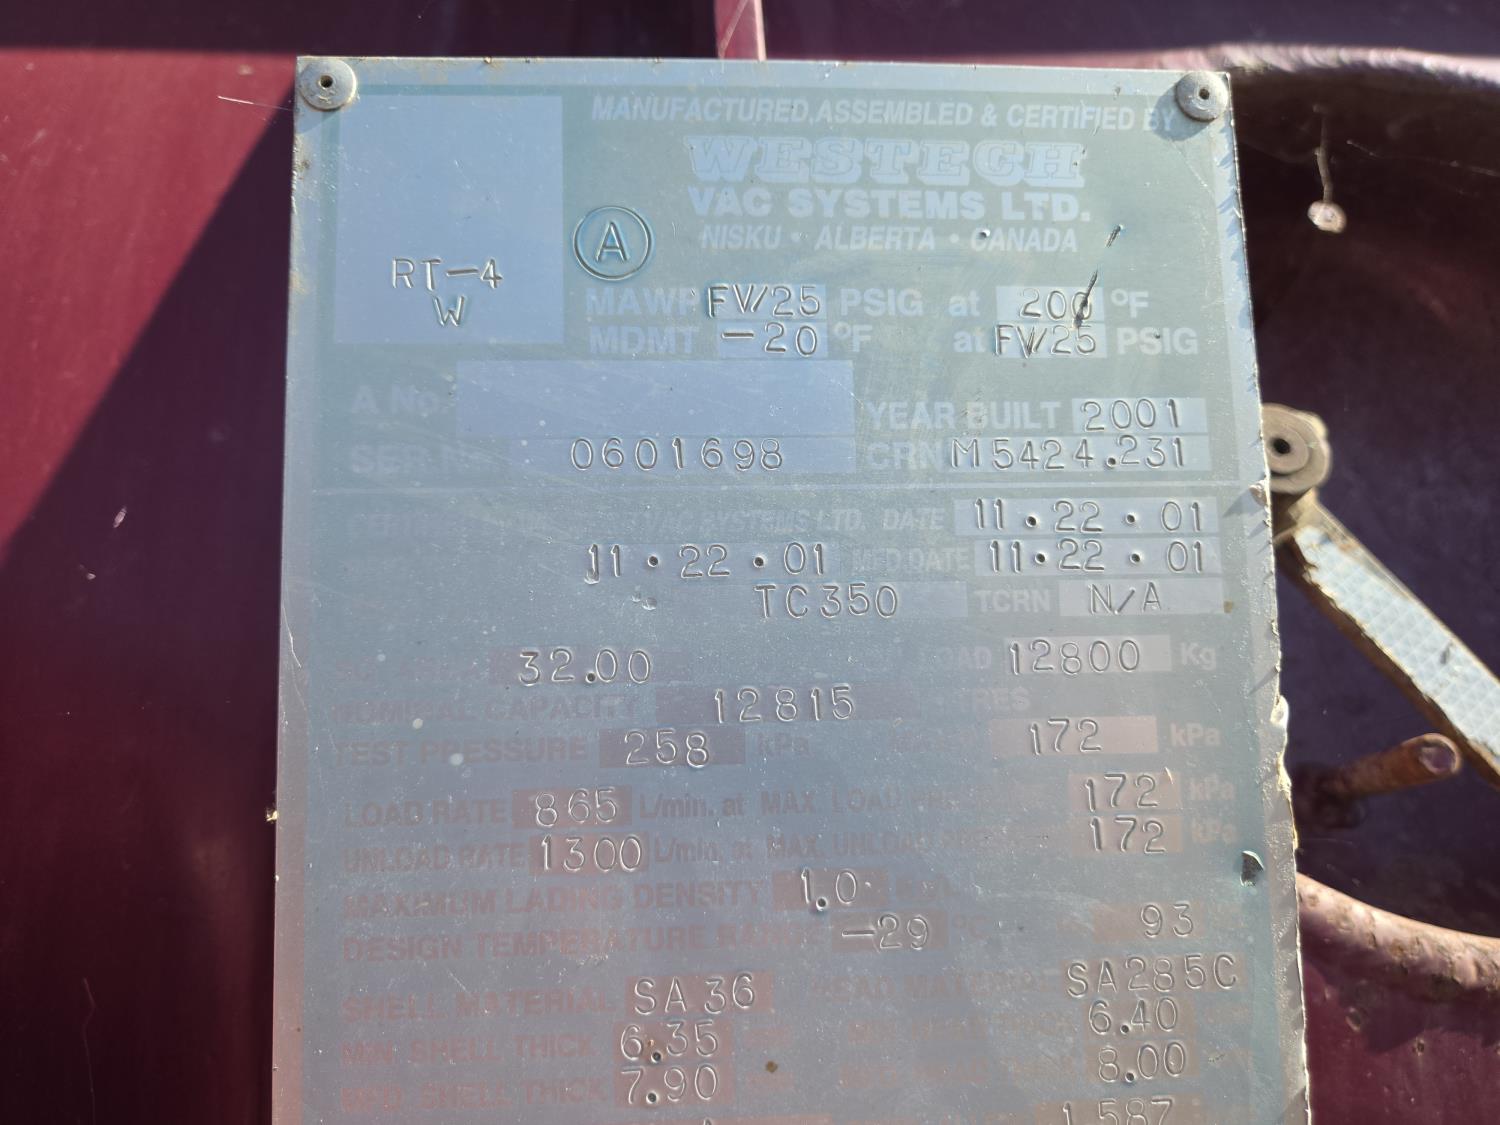 MANUFACTURED, ASSEMBLED & CERTIFIED BY
WESTECH
VAC SYSTEMS LTD.
NISKU • ALBERTA • CANADA
A
RT-4
W
MAWP FV/25 PSIG at 200 °F
MDMT -20 °F at FV/25 PSIG
A No.
YEAR BUILT 2001
0601698 CRN M5424.231
VAC SYSTEMS LTD. DATE 11.22.01
11.22.01 MFD DATE 11.22.01
TC350 TCRN N/A
32.00 12800 Kg
NOMINAL CAPACITY 12815
TEST PRESSURE 258 kPa 172 kPa
LOAD RATE 865 L/min. at MAX. LOAD 172 kPa
UNLOAD RATE 1300 L/min. at MAX. UNLOAD 172 kPa
MAXIMUM LADING DENSITY 1.0
DESIGN TEMPERATURE RANGE -29 °C 93
SHELL MATERIAL SA36 HEAD MATERIAL SA285C
MIN. SHELL THICK 6.35 6.40
MFD. SHELL THICK 7.90 8.00
1.587